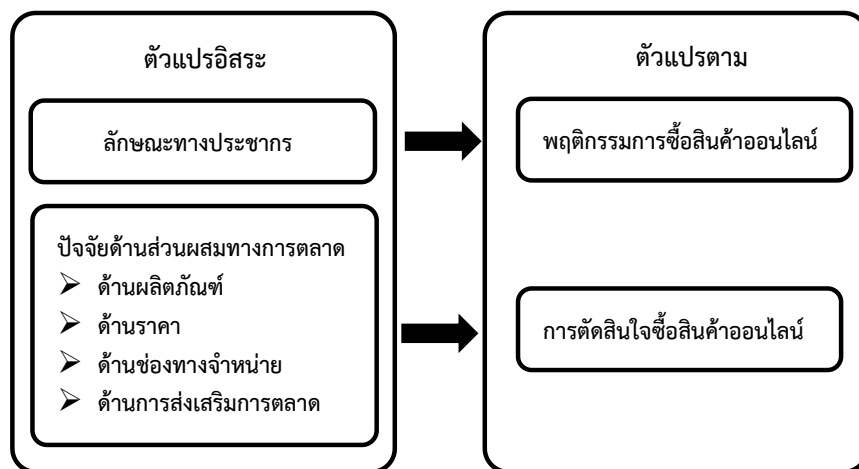 ตัวแปรอิสระ
ลักษณะทางประชากร
ปัจจัยด้านส่วนผสมทางการตลาด
➢ ด้านผลิตภัณฑ์
➢ ด้านราคา
➢ ด้านช่องทางจำหน่าย
➢ ด้านการส่งเสริมการตลาด
ตัวแปรตาม
พฤติกรรมการซื้อสินค้าออนไลน์
การตัดสินใจซื้อสินค้าออนไลน์